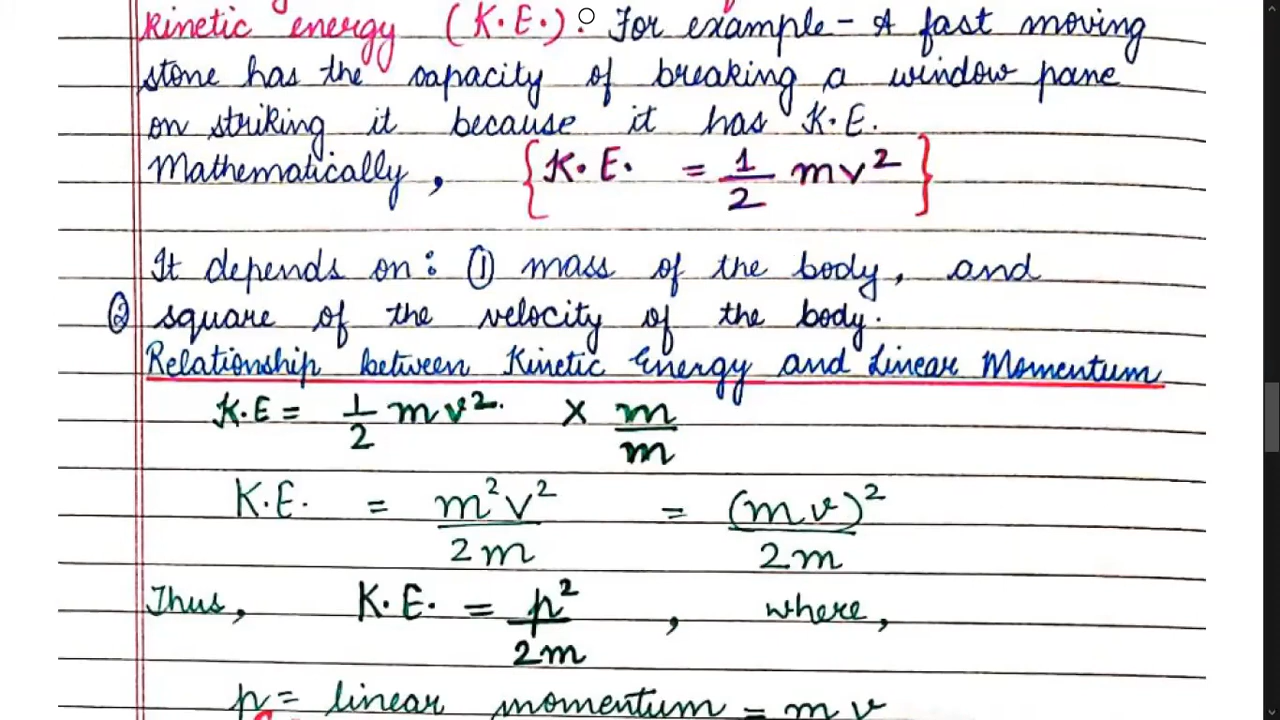 kinetic energy (K.E.): For example - A fast moving
stone has the capacity of breaking a window pane
on striking it because it has K.E.
Mathematically, {K.E. = 1/2 mv²}
It depends on: ① mass of the body, and
② square of the velocity of the body.
Relationship between Kinetic Energy and Linear Momentum
K.E = 1/2 mv² × m/m
K.E. = m²v²/2m = (mv)²/2m
Thus, K.E. = p²/2m, where,
p = linear momentum = mv